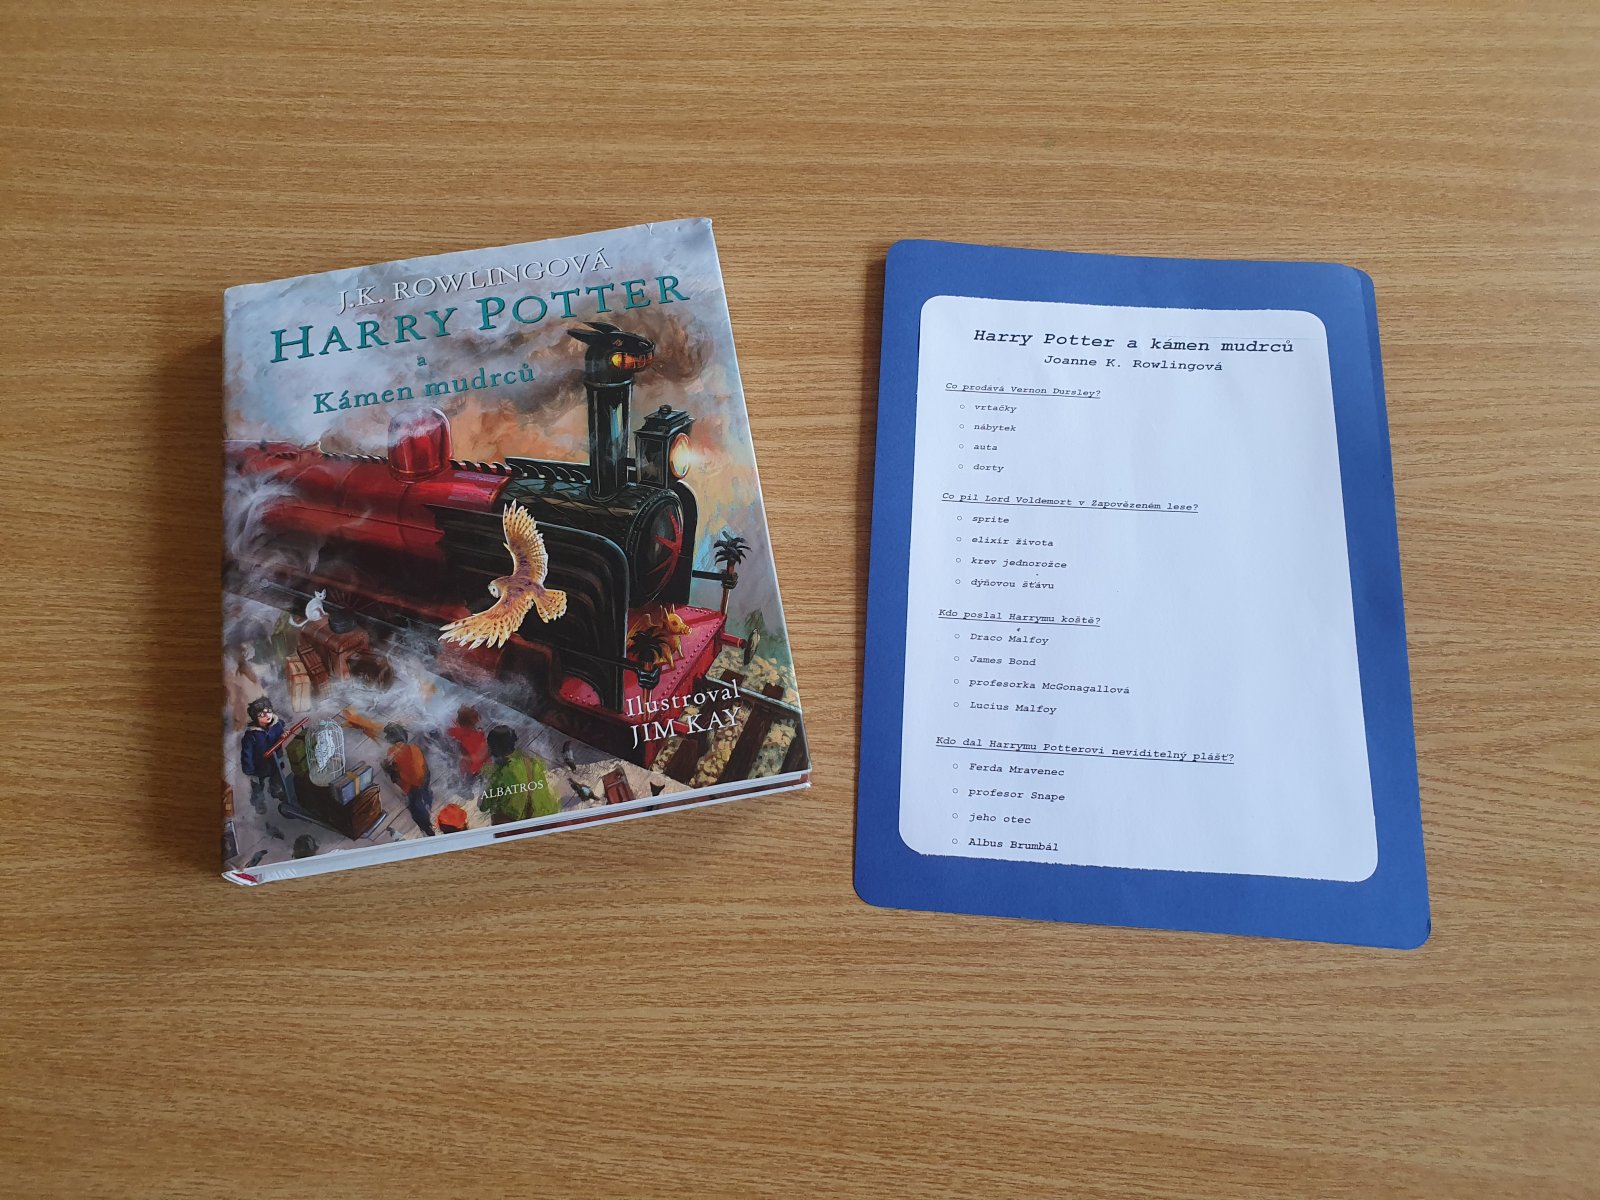 J.K. ROWLINGOVÁ
HARRY POTTER
a
Kámen mudrců
Ilustroval
JIM KAY
ALBATROS
Harry Potter a kámen mudrců
Joanne K. Rowlingová
Co prodává Vernon Dursley?
vrtačky
nábytek
auta
dorty
Co pil Lord Voldemort v Zapovězeném lese?
sprite
elixír života
krev jednorožce
dýňovou šťávu
Kdo poslal Harrymu koště?
Draco Malfoy
James Bond
profesorka McGonagallová
Lucius Malfoy
Kdo dal Harrymu Potterovi neviditelný plášť?
Ferda Mravenec
profesor Snape
jeho otec
Albus Brumbál